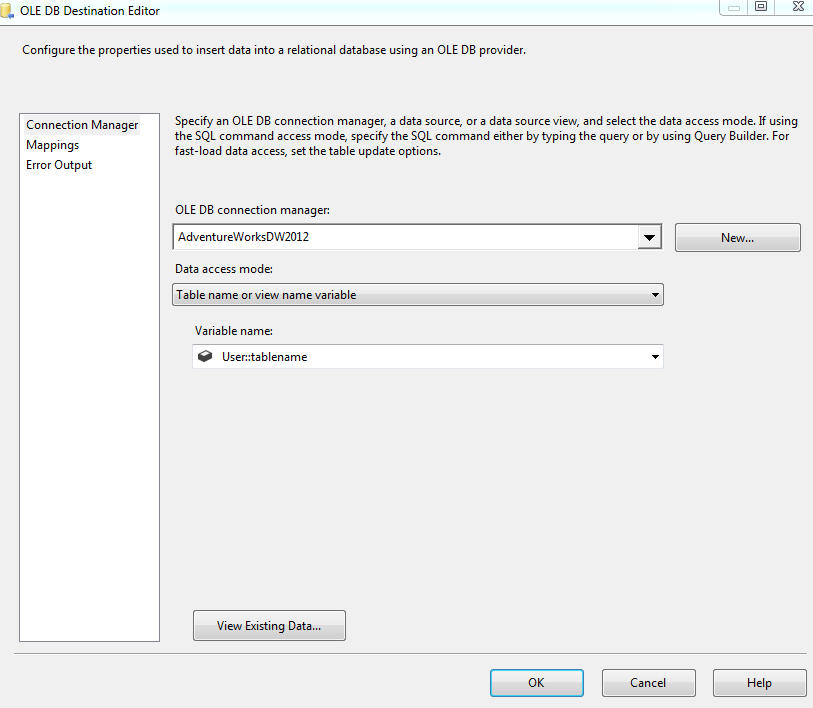 OLE DB Destination Editor
Configure the properties used to insert data into a relational database using an OLE DB provider.
Connection Manager
Mappings
Error Output
Specify an OLE DB connection manager, a data source, or a data source view, and select the data access mode. If using
the SQL command access mode, specify the SQL command either by typing the query or by using Query Builder. For
fast-load data access, set the table update options.
OLE DB connection manager:
AdventureWorksDW2012
New...
Data access mode:
Table name or view name variable
Variable name:
User::tablename
View Existing Data...
OK
Cancel
Help